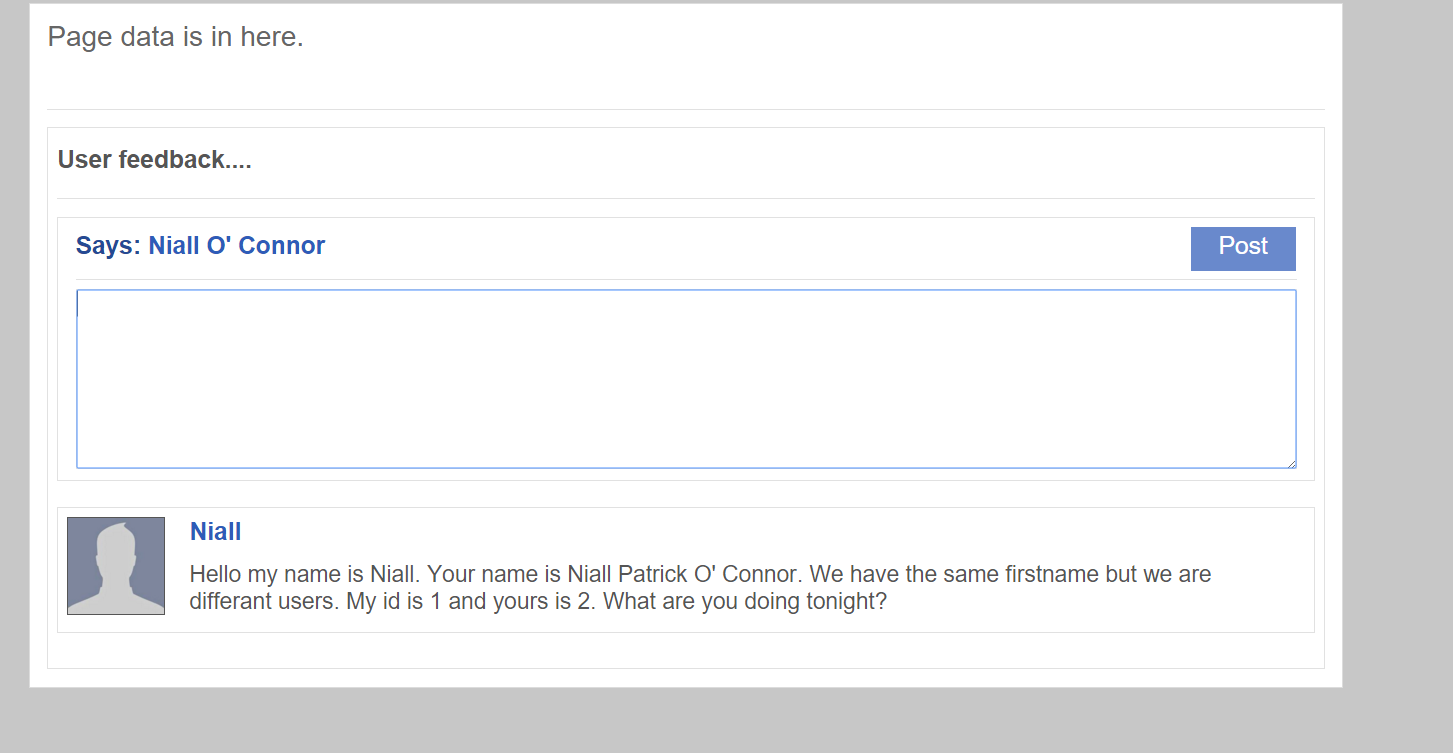 Page data is in here.
User feedback....
Says: Niall O' Connor
Post
Niall
Hello my name is Niall. Your name is Niall Patrick O' Connor. We have the same firstname but we are
differant users. My id is 1 and yours is 2. What are you doing tonight?